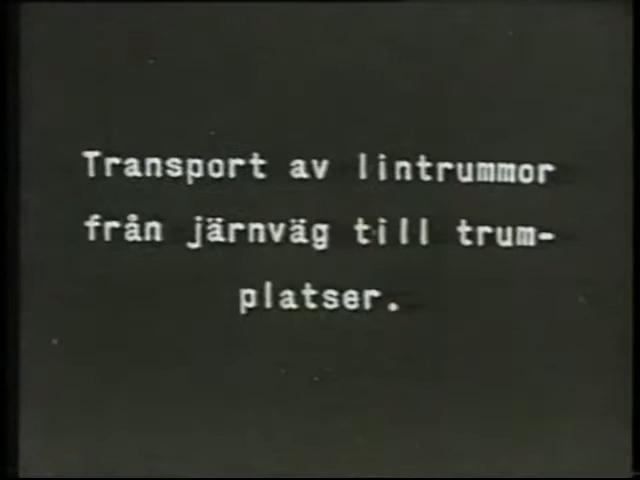 Transport av lintrummor
från järnväg till trum-
platser.